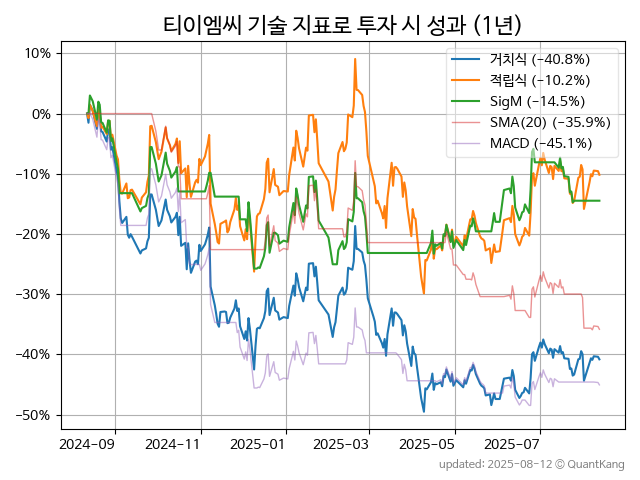 티이엠씨 기술 지표로 투자 시 성과 (1년)
거치식 (−40.8%)
적립식 (−10.2%)
SigM (−14.5%)
SMA(20) (−35.9%)
MACD (−45.1%)
10%
0%
−10%
−20%
−30%
−40%
−50%
2024-09
2024-11
2025-01
2025-03
2025-05
2025-07
updated: 2025-08-12 © QuantKang